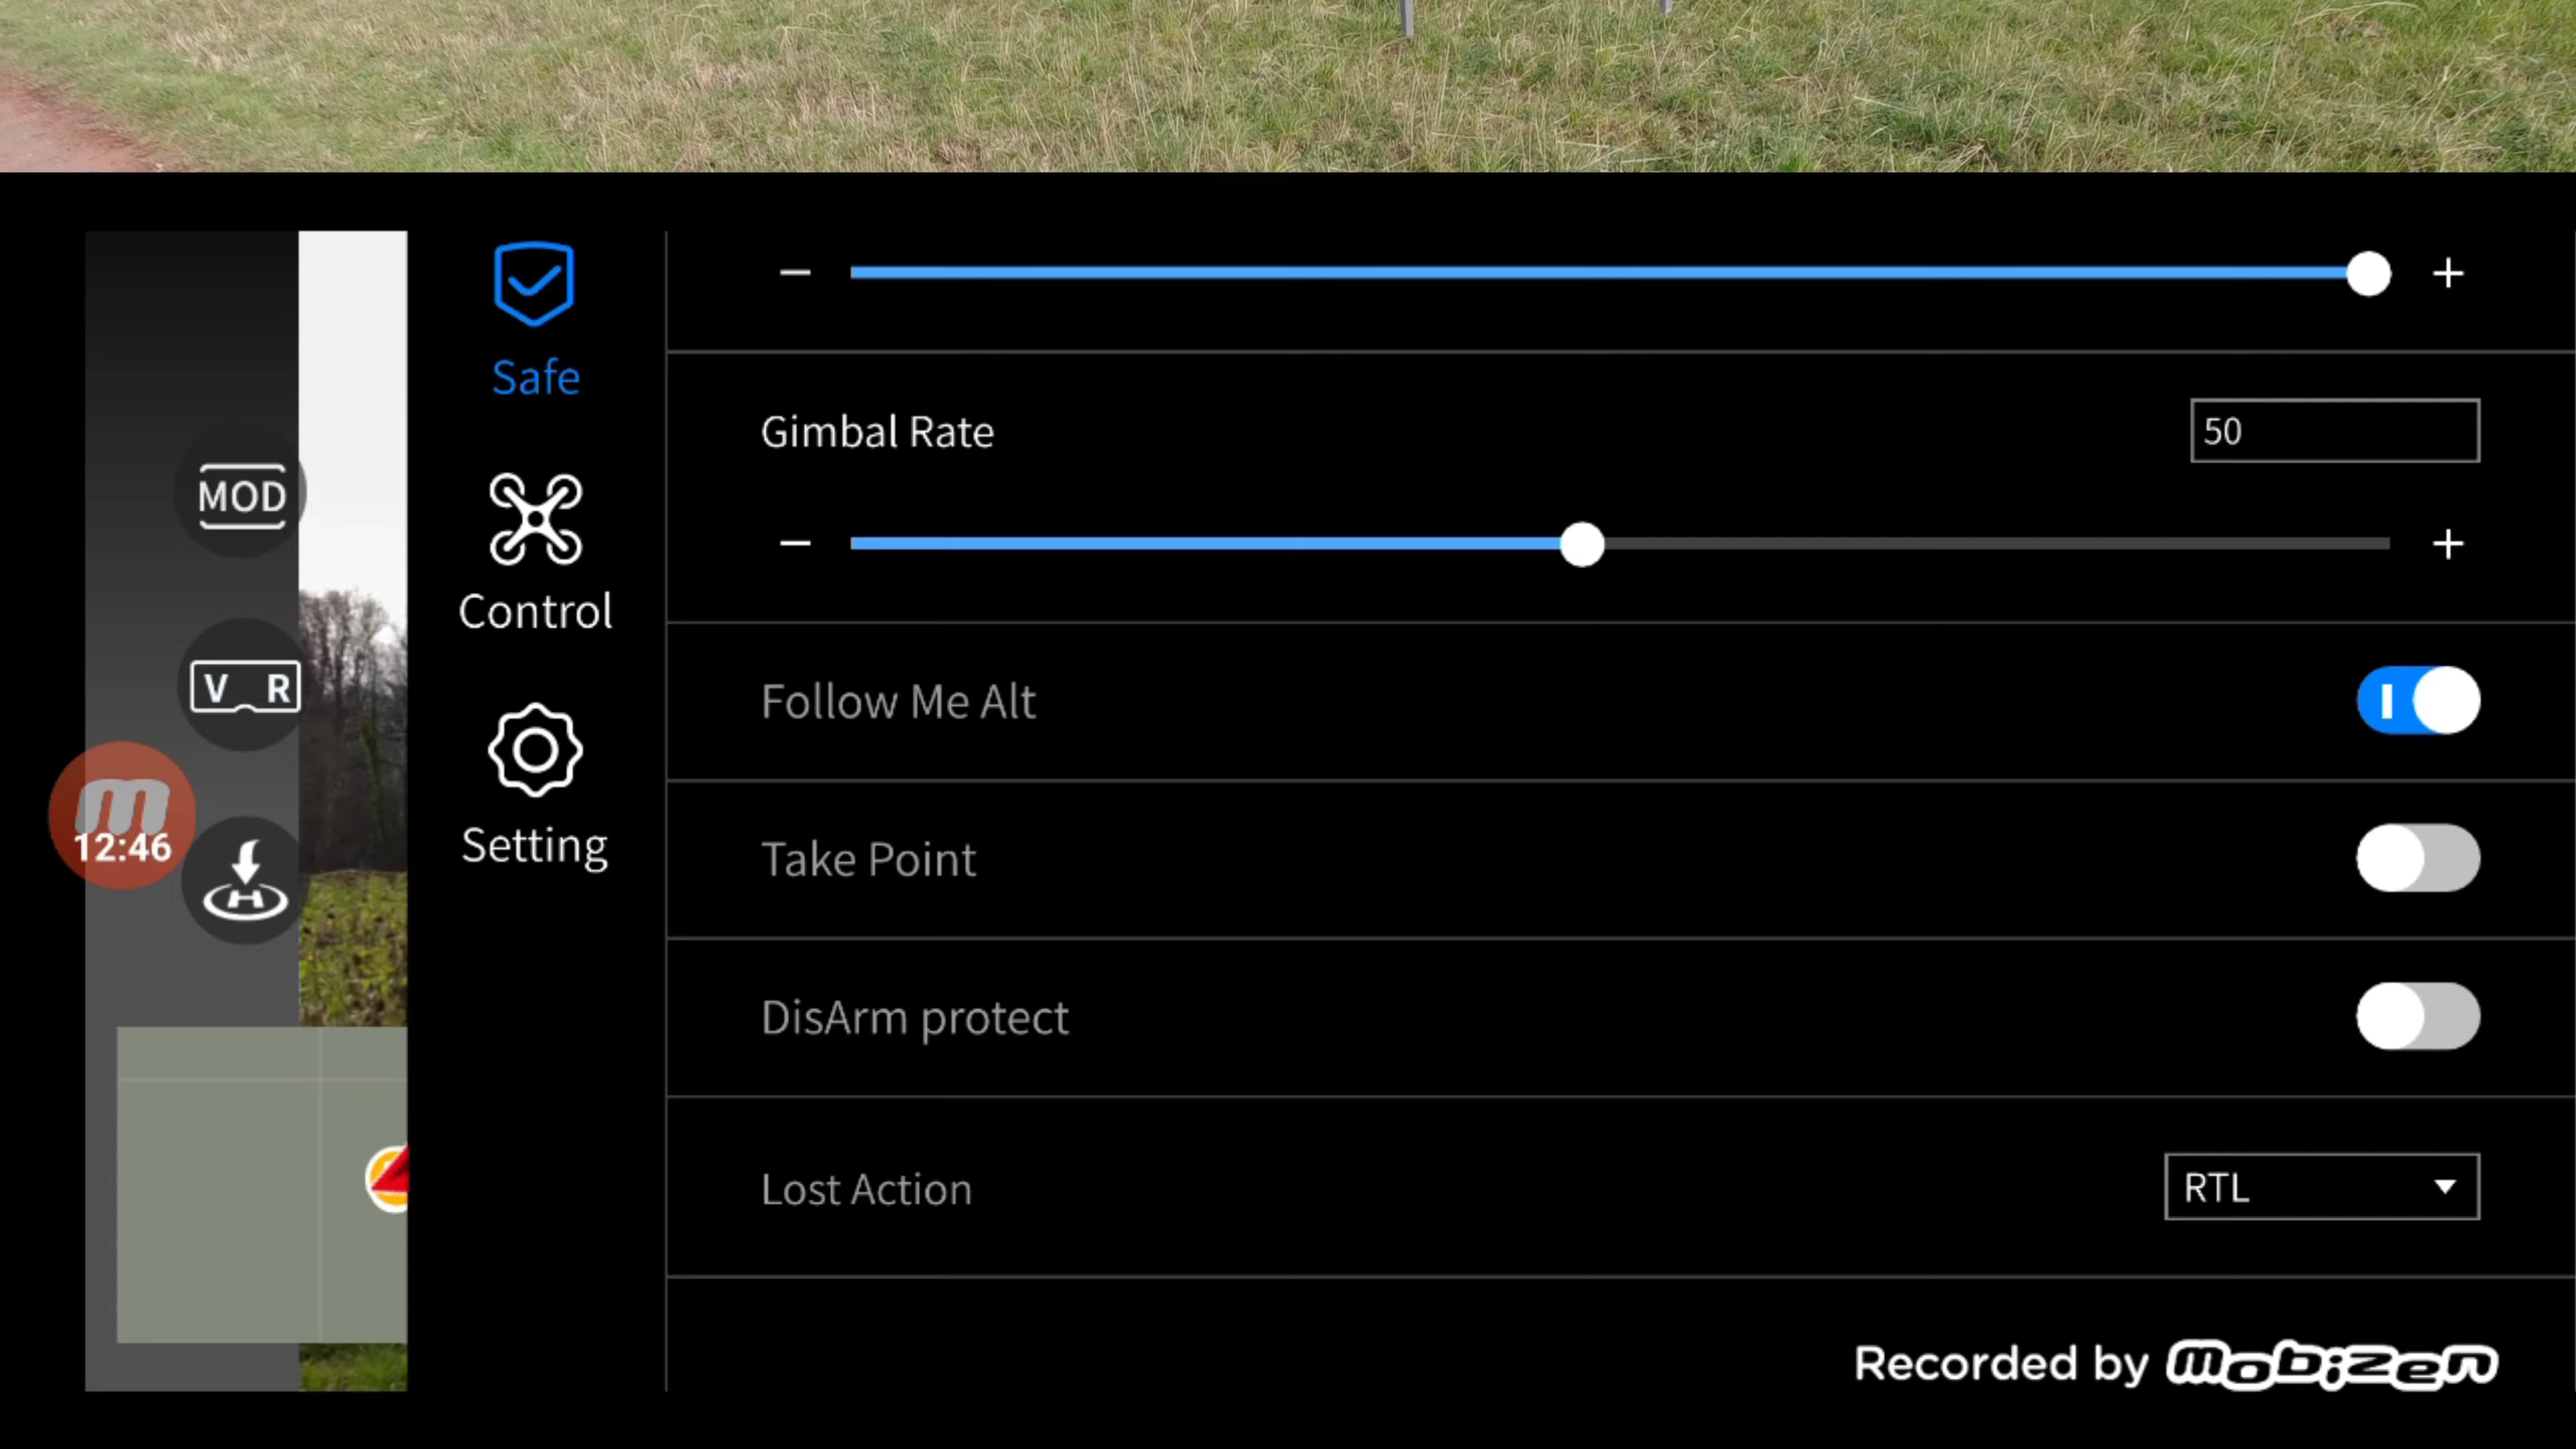 Safe
Gimbal Rate
50
MOD
Control
V R
Follow Me Alt
m
12:46
Setting
Take Point
H
DisArm protect
Lost Action
RTL
Recorded by mobizen